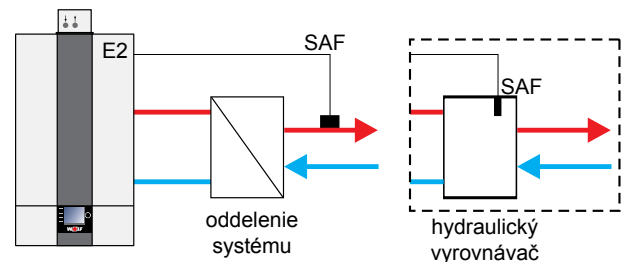 E2
SAF
SAF
WOLF
oddelenie
systému
hydraulický
vyrovnávač